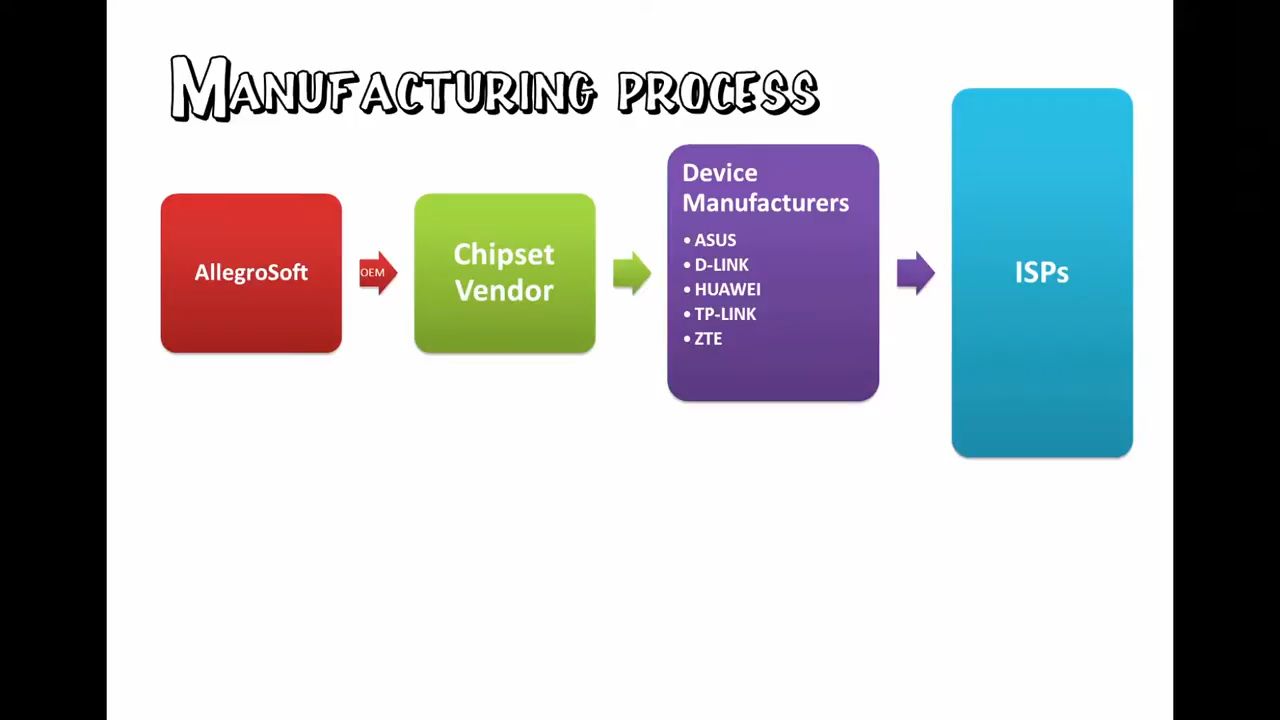 MANUFACTURING PROCESS
AllegroSoft
OEM
Chipset
Vendor
Device
Manufacturers
• ASUS
• D-LINK
• HUAWEI
• TP-LINK
• ZTE
ISPs